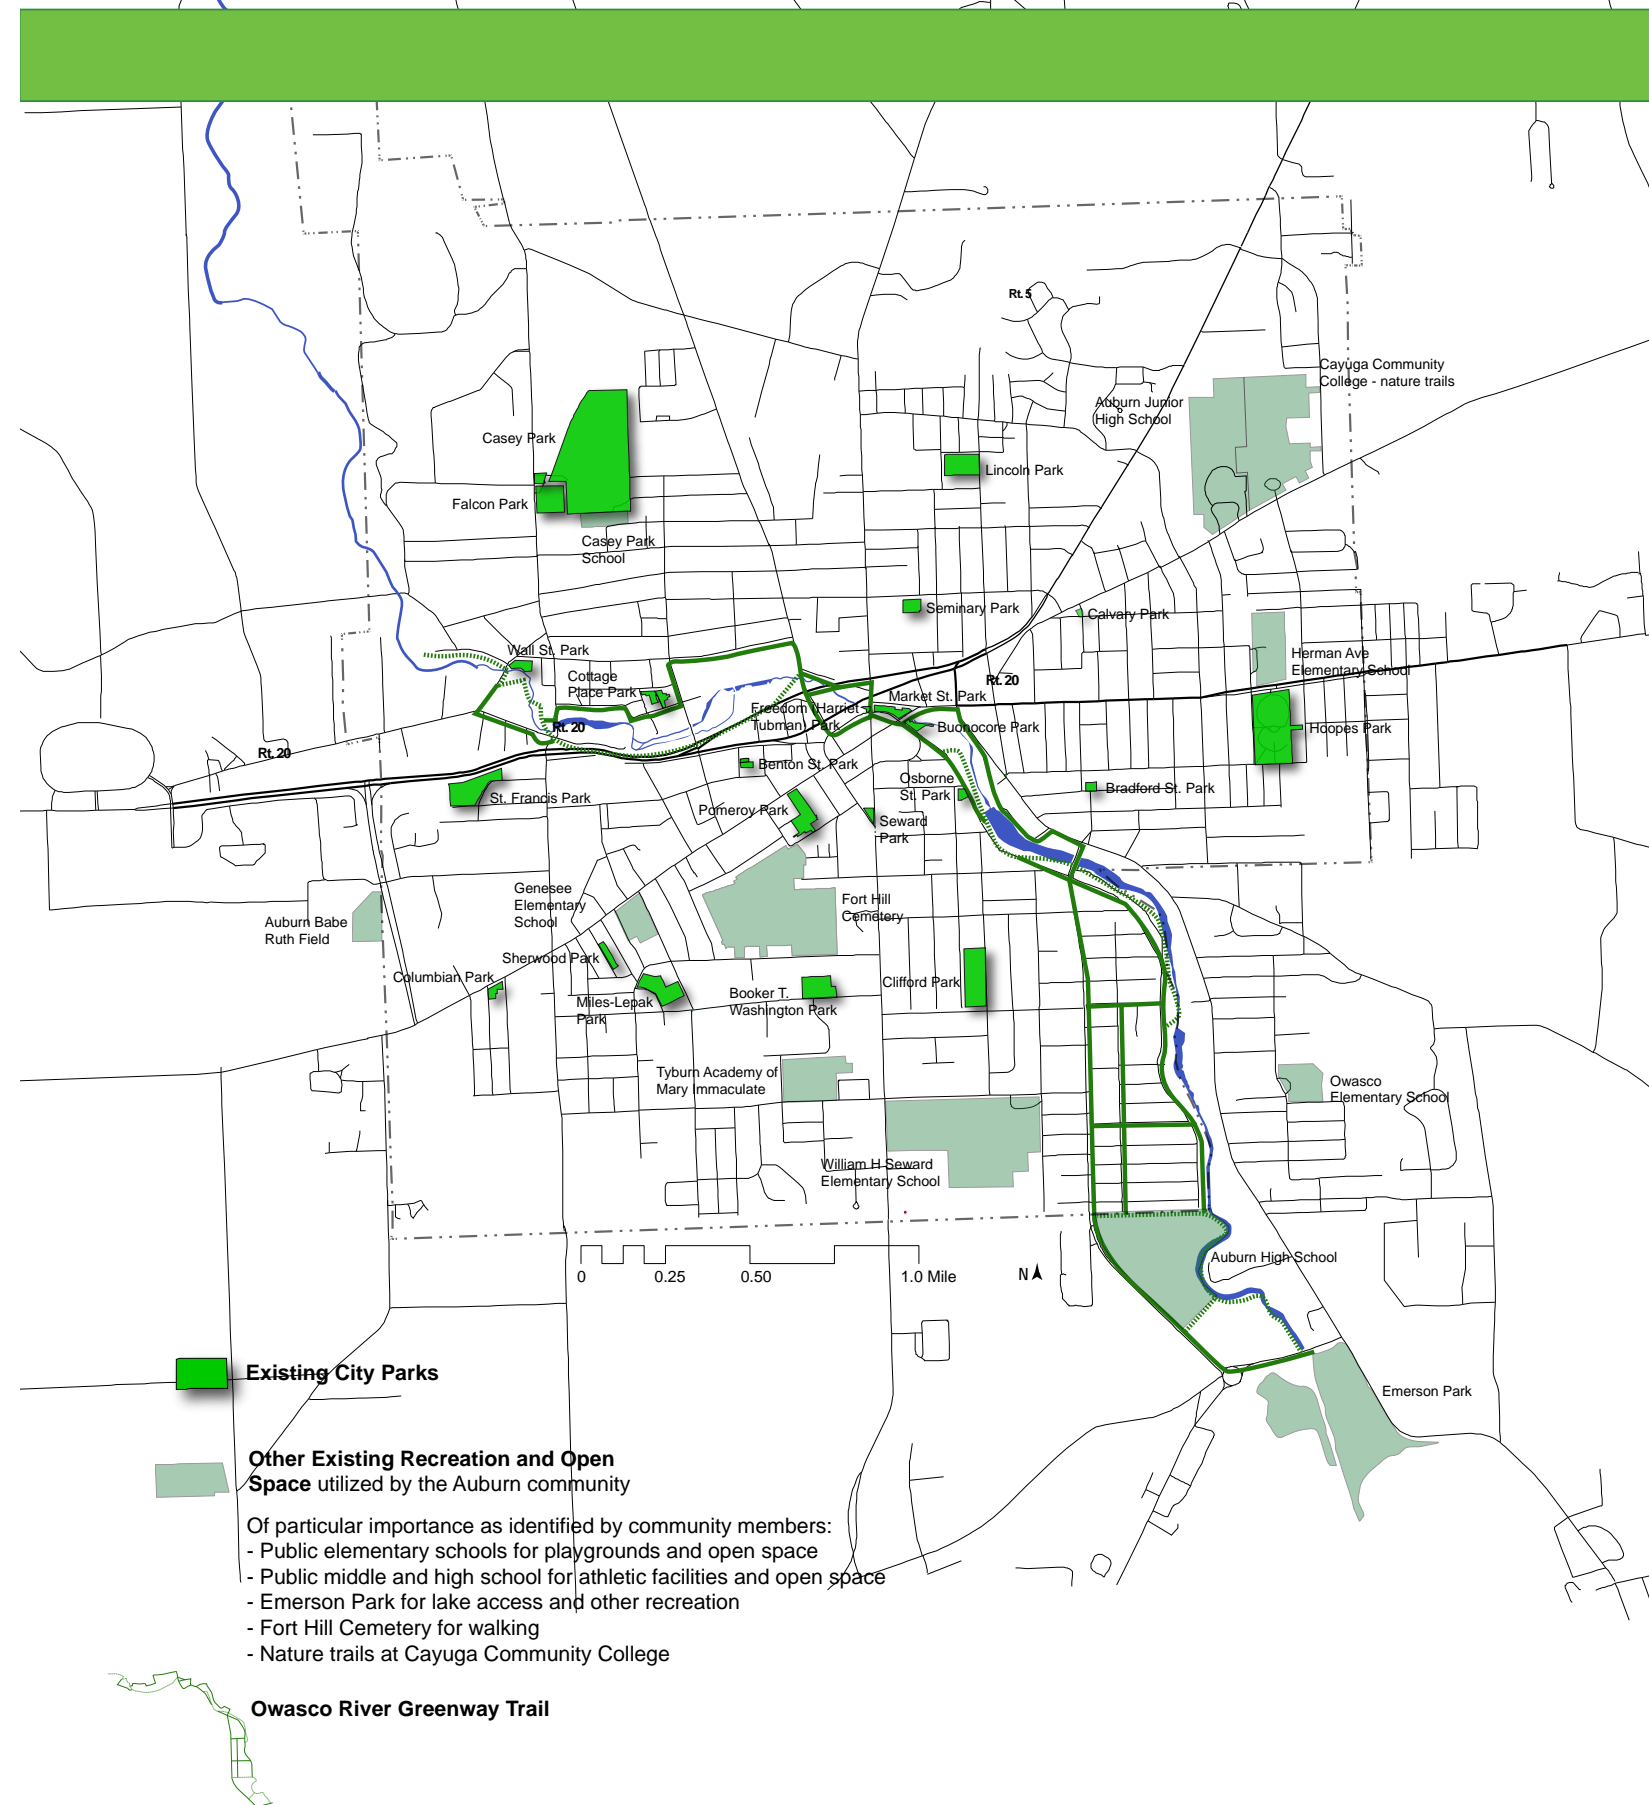 Rt. 5
Cayuga Community
College - nature trails
Auburn Junior
High School
Casey Park
Lincoln Park
Falcon Park
Casey Park
School
Seminary Park
Calvary Park
Wall St. Park
Herman Ave
Elementary School
Cottage
Place Park
Rt. 20
Market St. Park
Freedom (Harriet
Tubman) Park
Rt. 20
Buonocore Park
Hoopes Park
Rt. 20
Benton St. Park
Osborne
St. Park
Bradford St. Park
St. Francis Park
Pomeroy Park
Seward
Park
Genesee
Elementary
School
Fort Hill
Cemetery
Auburn Babe
Ruth Field
Sherwood Park
Columbian Park
Miles-Lepak
Park
Booker T.
Washington Park
Clifford Park
Tyburn Academy of
Mary Immaculate
Owasco
Elementary School
William H Seward
Elementary School
Auburn High School
0
0.25
0.50
1.0 Mile
N
Existing City Parks
Emerson Park
Other Existing Recreation and Open
Space utilized by the Auburn community
Of particular importance as identified by community members:
- Public elementary schools for playgrounds and open space
- Public middle and high school for athletic facilities and open space
- Emerson Park for lake access and other recreation
- Fort Hill Cemetery for walking
- Nature trails at Cayuga Community College
Owasco River Greenway Trail